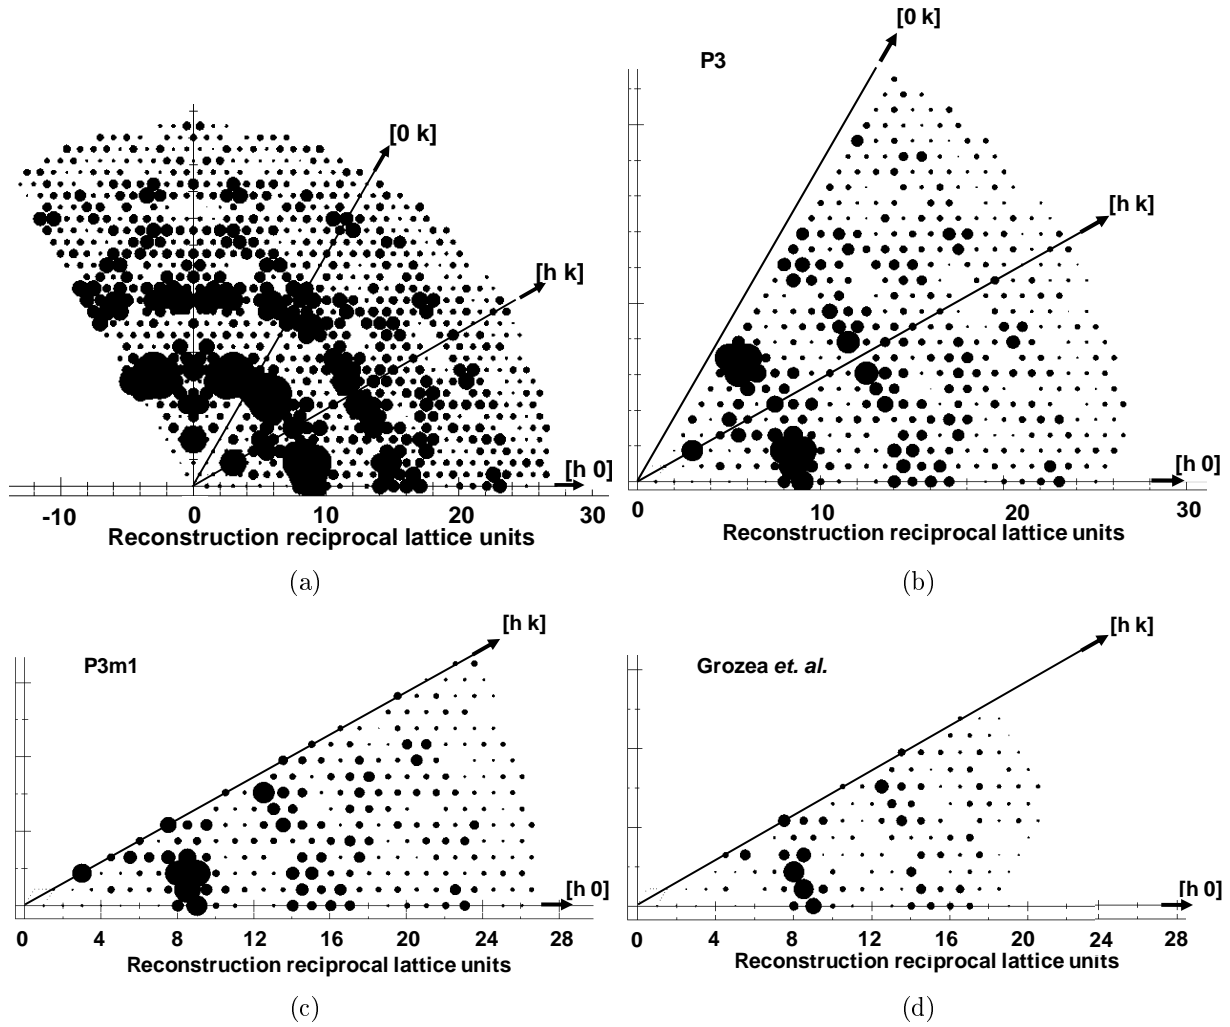 [0 k]
[h k]
[h 0]
-10 0 10 20 30
Reconstruction reciprocal lattice units
(a)
P3
[0 k]
[h k]
[h 0]
0 10 20 30
Reconstruction reciprocal lattice units
(b)
P3m1
[h k]
[h 0]
0 4 8 12 16 20 24 28
Reconstruction reciprocal lattice units
(c)
Grozea et. al.
[h k]
[h 0]
0 4 8 12 16 20 24 28
Reconstruction reciprocal lattice units
(d)